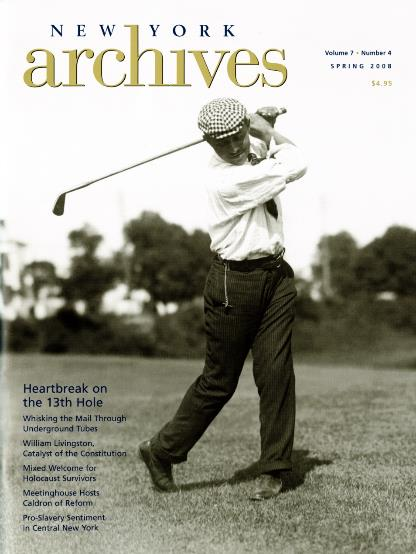 NEW YORK
archives
Volume 7 • Number 4
SPRING 2008
$4.95
Heartbreak on
the 13th Hole
Whisking the Mail Through
Underground Tubes
William Livingston,
Catalyst of the Constitution
Mixed Welcome for
Holocaust Survivors
Meetinghouse Hosts
Caldron of Reform
Pro-Slavery Sentiment
in Central New York